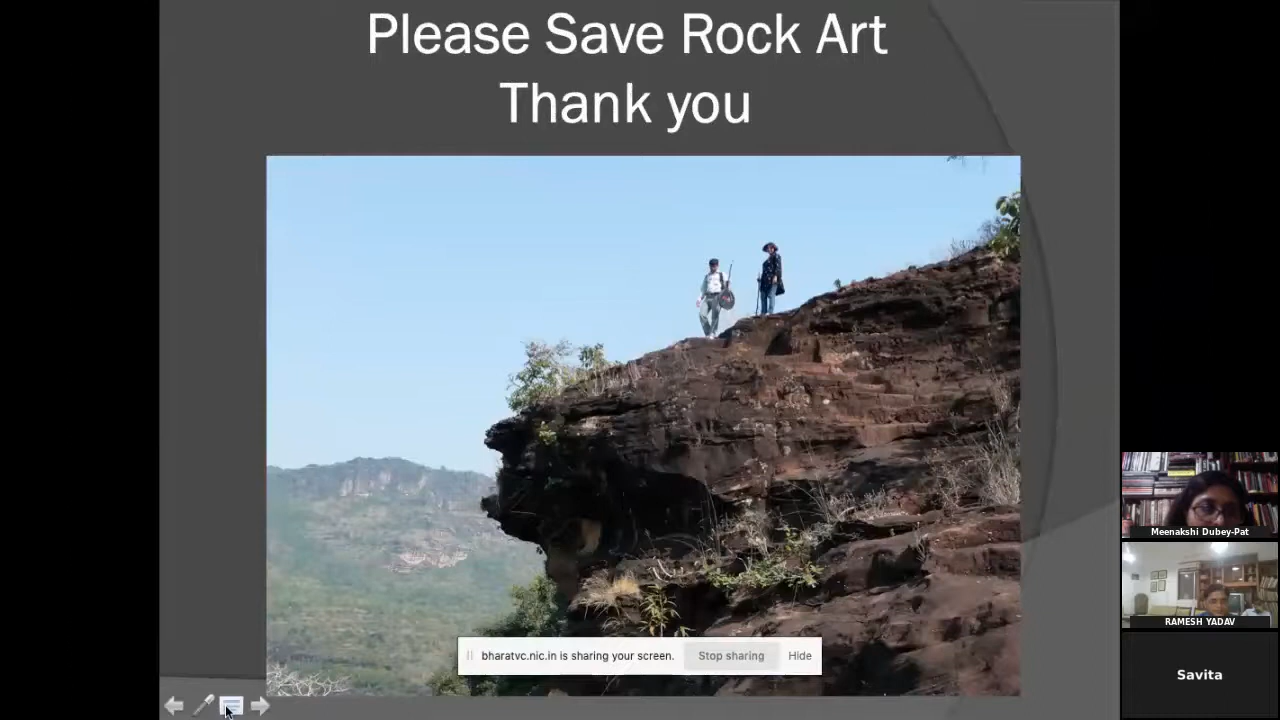 Please Save Rock Art
Thank you
bharatvc.nic.in is sharing your screen.
Stop sharing
Hide
Meenakshi Dubey-Pat
RAMESH YADAV
Savita